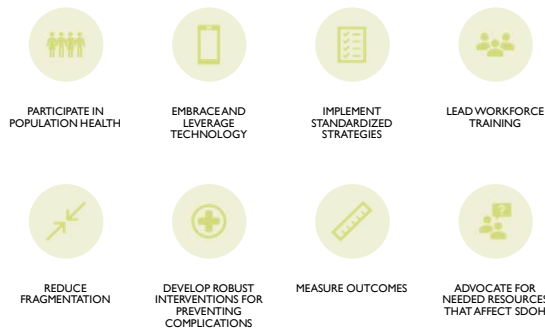 PARTICIPATE IN
POPULATION HEALTH
EMBRACE AND
LEVERAGE
TECHNOLOGY
IMPLEMENT
STANDARDIZED
STRATEGIES
LEAD WORKFORCE
TRAINING
REDUCE
FRAGMENTATION
DEVELOP ROBUST
INTERVENTIONS FOR
PREVENTING
COMPLICATIONS
MEASURE OUTCOMES
ADVOCATE FOR
NEEDED RESOURCES
THAT AFFECT SDOH
?